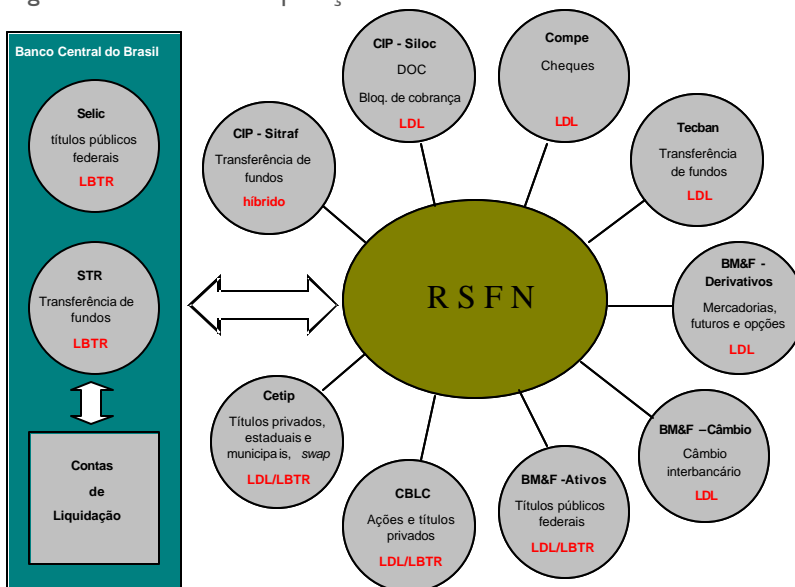 Banco Central do Brasil
Selic
títulos públicos
federais
LBTR
STR
Transferência de
fundos
LBTR
Contas
de
Liquidação
CIP - Sitraf
Transferência de
fundos
híbrido
CIP - Siloc
DOC
Bloq. de cobrança
LDL
Compe
Cheques
LDL
Tecban
Transferência
de fundos
LDL
BM&F -
Derivativos
Mercadorias,
futuros e opções
LDL
BM&F – Câmbio
Câmbio
interbancário
LDL
BM&F -Ativos
Títulos públicos
federais
LDL/LBTR
CBLC
Ações e títulos
privados
LDL/LBTR
Cetip
Títulos privados,
estaduais e
municipais, swap
LDL/LBTR
R S F N